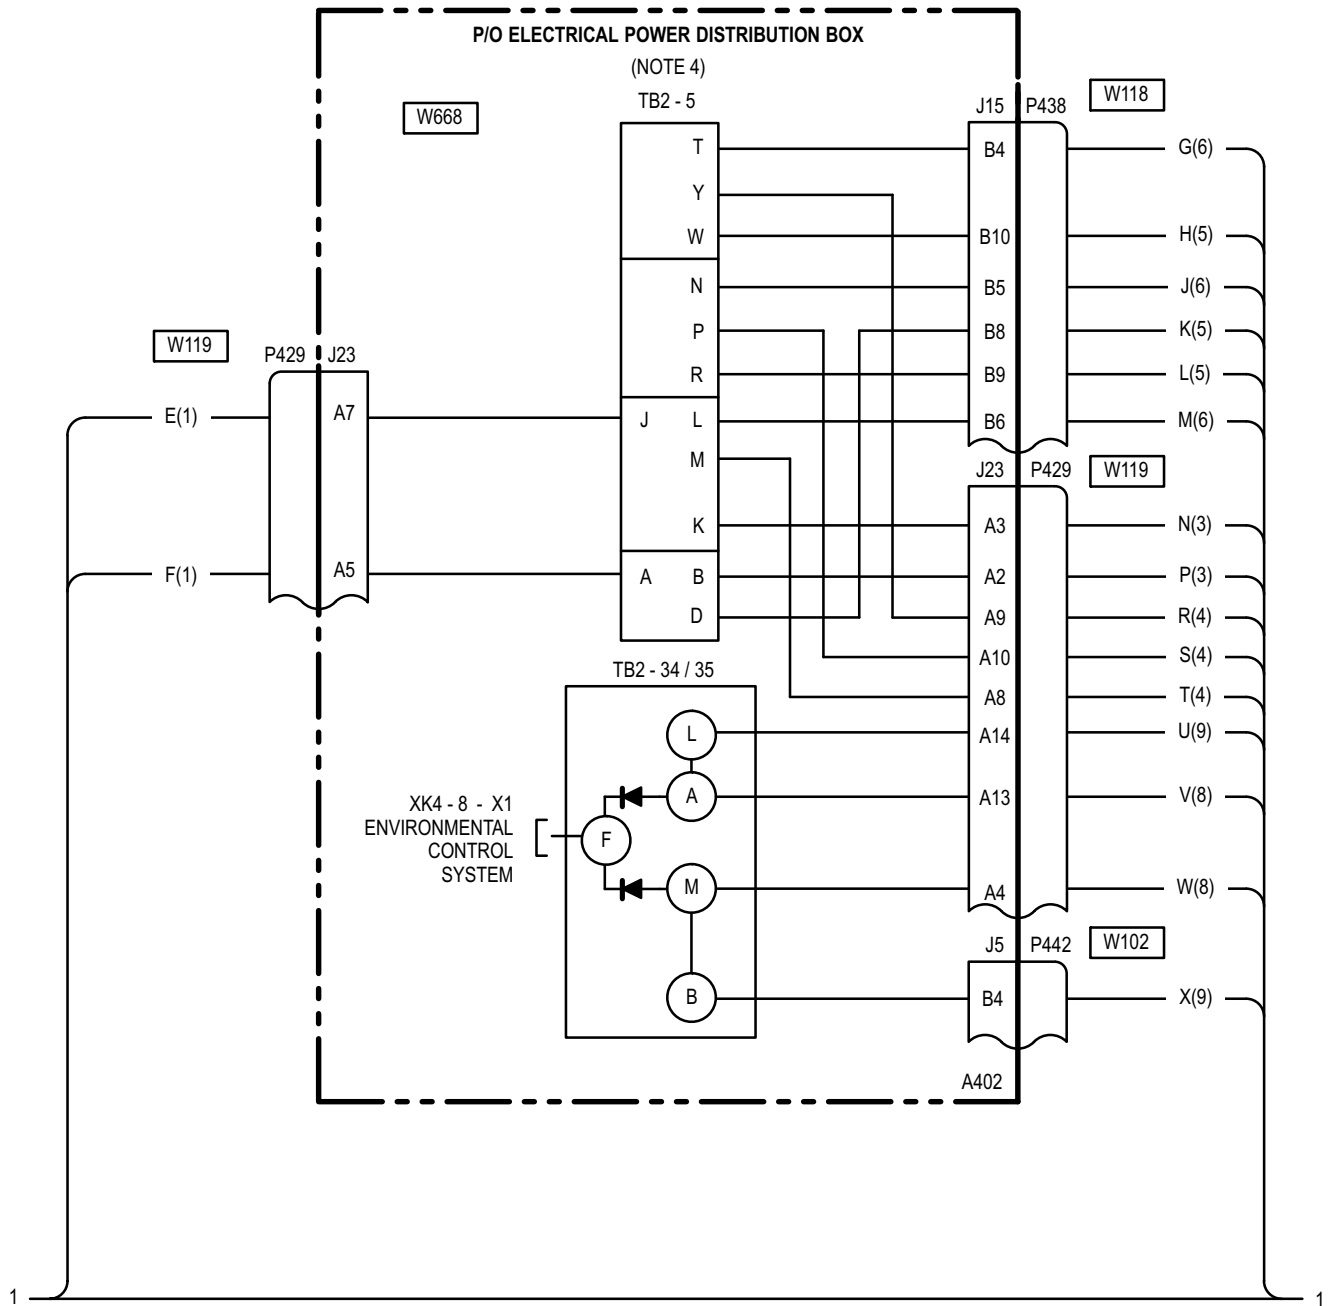 P/O ELECTRICAL POWER DISTRIBUTION BOX
(NOTE 4)
TB2 - 5
W668
J15 P438
W118
T
B4
G(6)
Y
W
B10
H(5)
N
B5
J(6)
P
B8
K(5)
R
B9
L(5)
W119
P429 J23
E(1)
A7
J L
B6
M(6)
M
J23 P429
W119
K
A3
N(3)
F(1)
A5
A B
A2
P(3)
D
A9
R(4)
A10
S(4)
TB2 - 34 / 35
A8
T(4)
L
A14
U(9)
XK4 - 8 - X1
ENVIRONMENTAL
CONTROL
SYSTEM
A
A13
V(8)
F
M
A4
W(8)
J5 P442
W102
B
B4
X(9)
A402
1
1